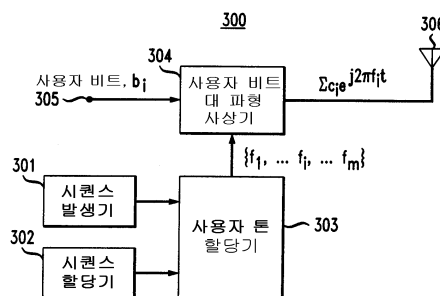 300
306
304
사용자 비트, bi
305
사용자 비트
대 파형
사상기
Σcie j2πfit
{f1, ... fi, ... fm}
301
시퀀스
발생기
303
사용자 톤
할당기
302
시퀀스
할당기